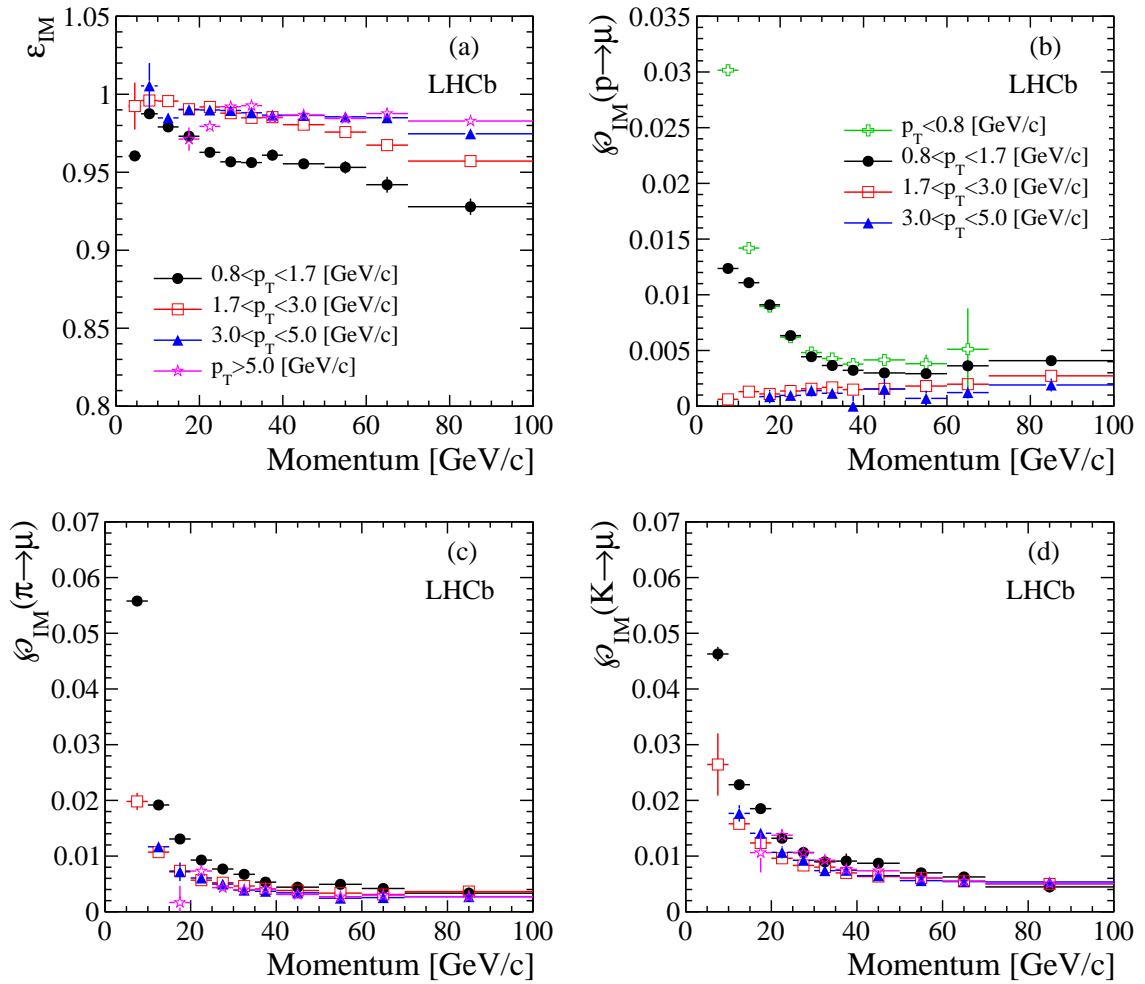 ε_IM
1.05
1
0.95
0.9
0.85
0.8
(a)
LHCb
0.8<p_T<1.7 [GeV/c]
1.7<p_T<3.0 [GeV/c]
3.0<p_T<5.0 [GeV/c]
p_T>5.0 [GeV/c]
0 20 40 60 80 100
Momentum [GeV/c]
℘_IM(p→μ)
0.035
0.03
0.025
0.02
0.015
0.01
0.005
0
(b)
LHCb
p_T<0.8 [GeV/c]
0.8<p_T<1.7 [GeV/c]
1.7<p_T<3.0 [GeV/c]
3.0<p_T<5.0 [GeV/c]
0 20 40 60 80 100
Momentum [GeV/c]
℘_IM(π→μ)
0.07
0.06
0.05
0.04
0.03
0.02
0.01
0
(c)
LHCb
0 20 40 60 80 100
Momentum [GeV/c]
℘_IM(K→μ)
0.07
0.06
0.05
0.04
0.03
0.02
0.01
0
(d)
LHCb
0 20 40 60 80 100
Momentum [GeV/c]